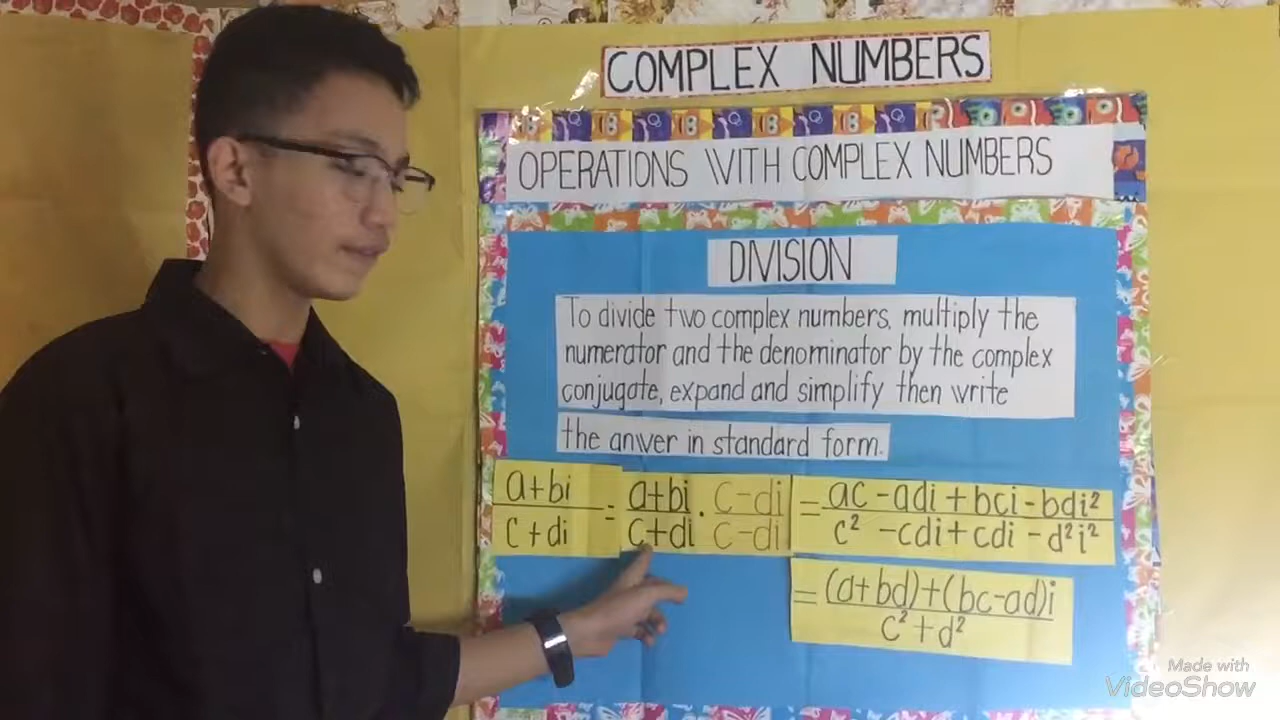 COMPLEX NUMBERS
OPERATIONS WITH COMPLEX NUMBERS
DIVISION
To divide two complex numbers, multiply the
numerator and the denominator by the complex
conjugate, expand and simplify then write
the anwer in standard form.
a+bi / c+di = a+bi / c+di . c-di / c-di = ac -adi +bci -bdi² / c² -cdi + cdi - d²i²
= (a+bd)+(bc-ad)i / c² + d²
Made with
VideoShow